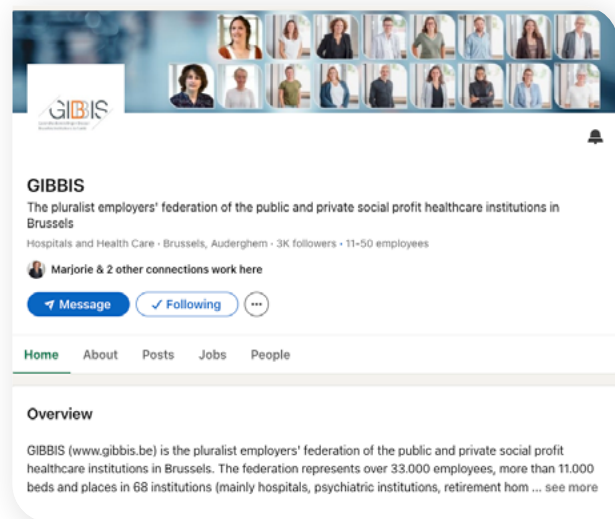 GIBBIS
GIBBIS
The pluralist employers' federation of the public and private social profit healthcare institutions in
Brussels
Hospitals and Health Care · Brussels, Auderghem · 3K followers · 11-50 employees
Marjorie & 2 other connections work here
Message
Following
Home About Posts Jobs People
Overview
GIBBIS (www.gibbis.be) is the pluralist employers' federation of the public and private social profit
healthcare institutions in Brussels. The federation represents over 33.000 employees, more than 11.000
beds and places in 68 institutions (mainly hospitals, psychiatric institutions, retirement hom ... see more